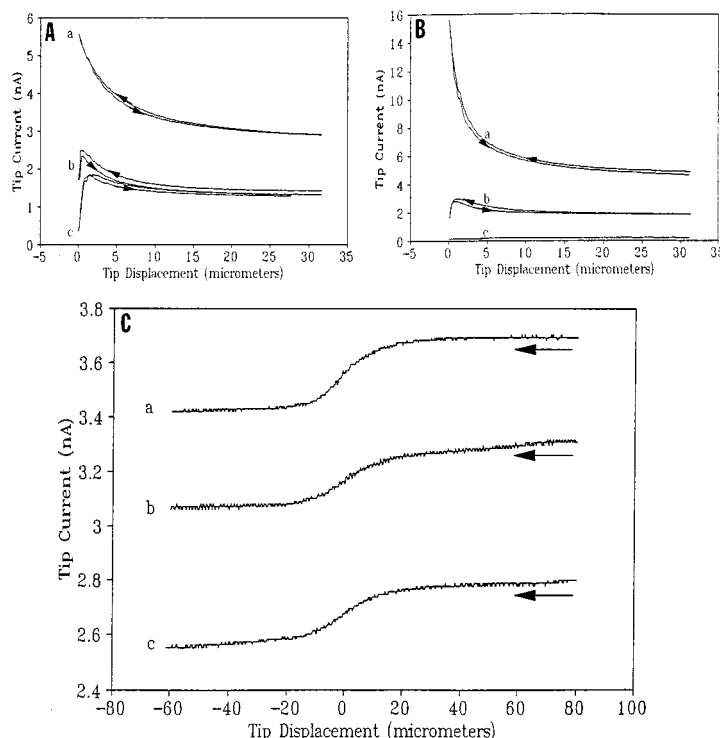 A
Tip Current (nA)
6
5
4
3
2
1
0
a
b
c
-5 0 5 10 15 20 25 30 35
Tip Displacement (micrometers)
B
Tip Current (nA)
16
14
12
10
8
6
4
2
0
a
b
c
-5 0 5 10 15 20 25 30 35
Tip Displacement (micrometers)
C
Tip Current (nA)
3.8
3.6
3.4
3.2
3
2.8
2.6
2.4
a
b
c
-80 -60 -40 -20 0 20 40 60 80 100
Tip Displacement (micrometers)